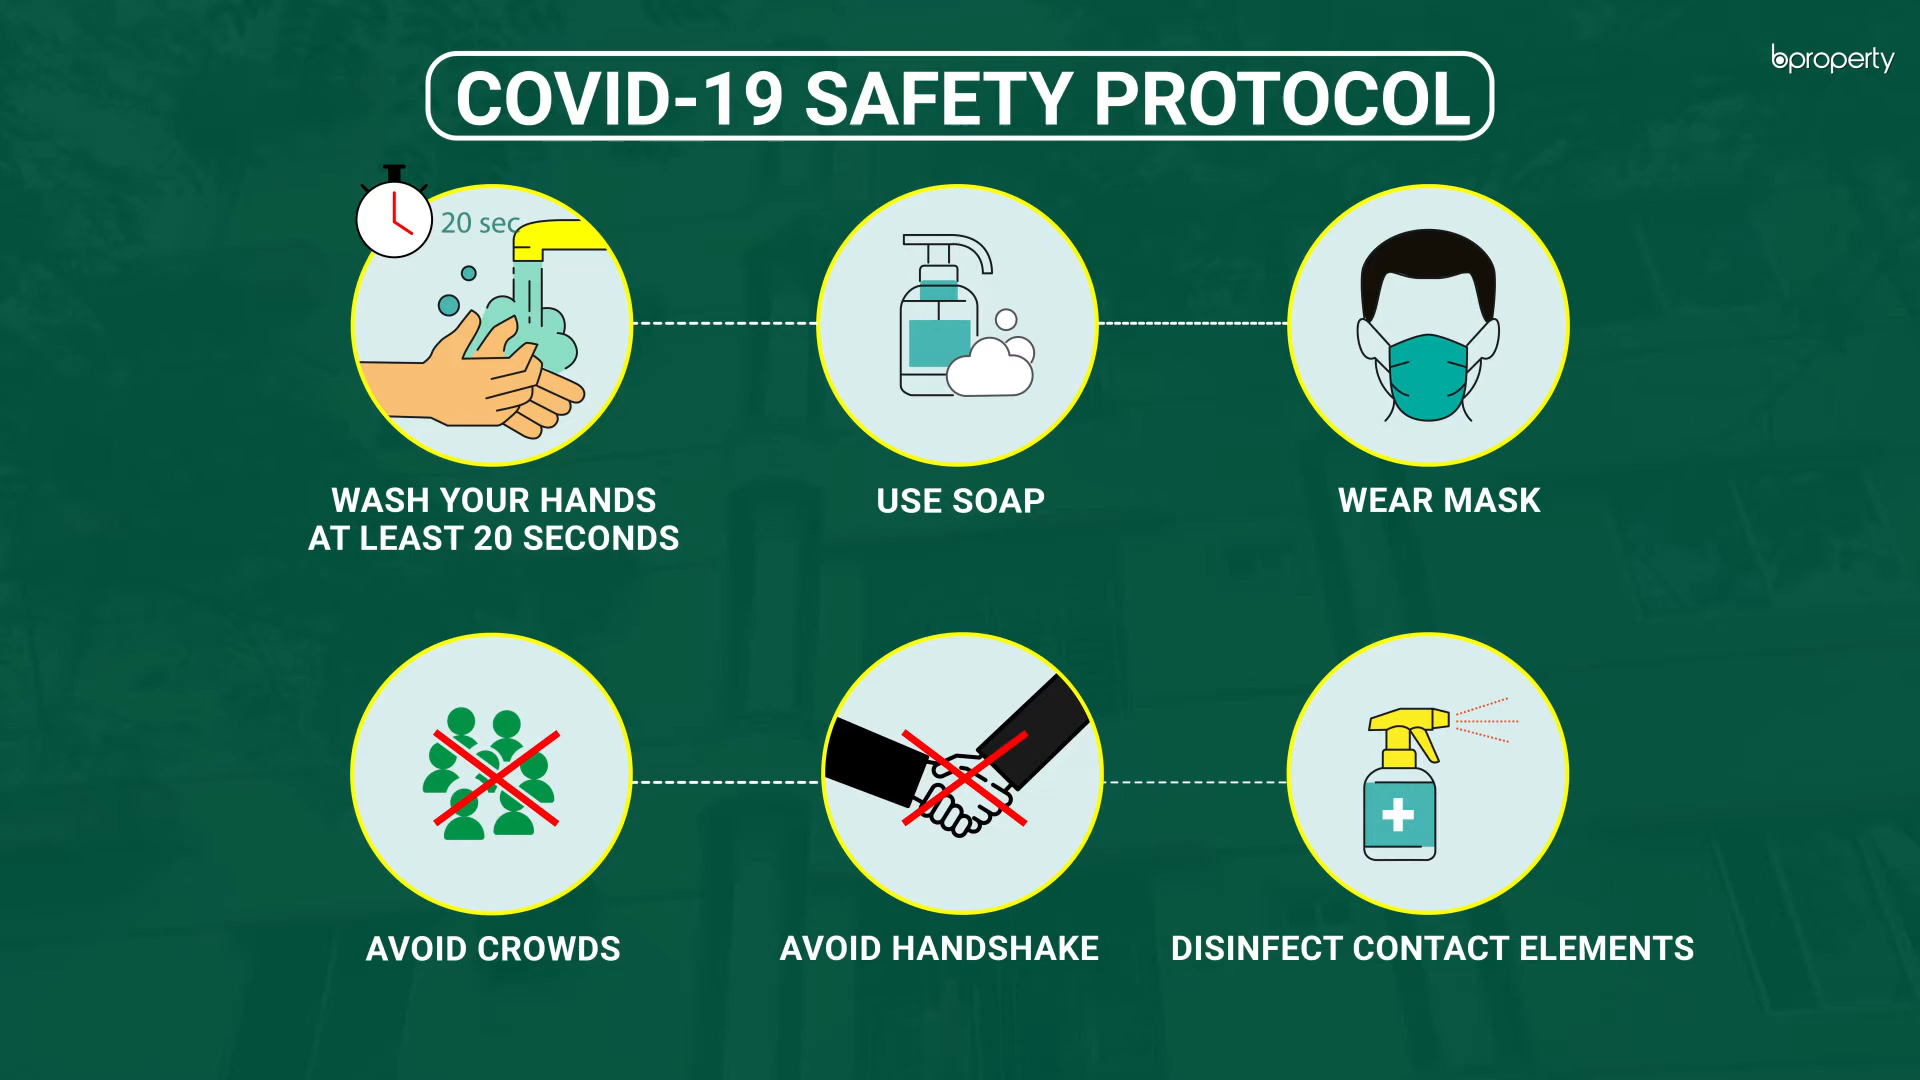 bproperty
COVID-19 SAFETY PROTOCOL
20 sec
WASH YOUR HANDS
AT LEAST 20 SECONDS
USE SOAP
WEAR MASK
AVOID CROWDS
AVOID HANDSHAKE
DISINFECT CONTACT ELEMENTS